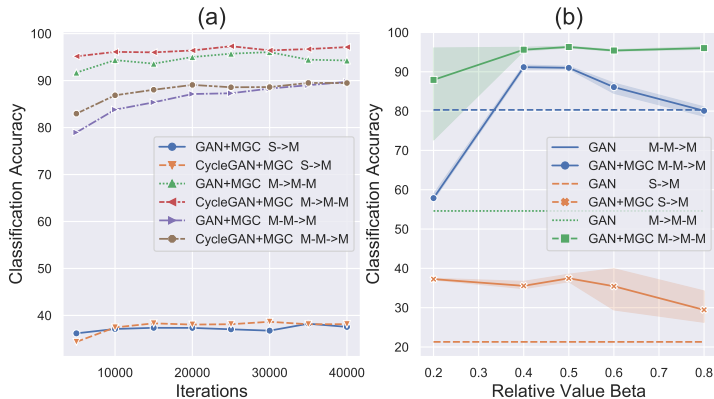 (a)
Classification Accuracy
100
90
80
70
60
50
40
GAN+MGC S->M
CycleGAN+MGC S->M
GAN+MGC M->M-M
CycleGAN+MGC M->M-M
GAN+MGC M-M->M
CycleGAN+MGC M-M->M
10000
20000
30000
40000
Iterations
(b)
Classification Accuracy
100
90
80
70
60
50
40
30
20
GAN M-M->M
GAN+MGC M-M->M
GAN S->M
GAN+MGC S->M
GAN M->M-M
GAN+MGC M->M-M
0.2
0.3
0.4
0.5
0.6
0.7
0.8
Relative Value Beta